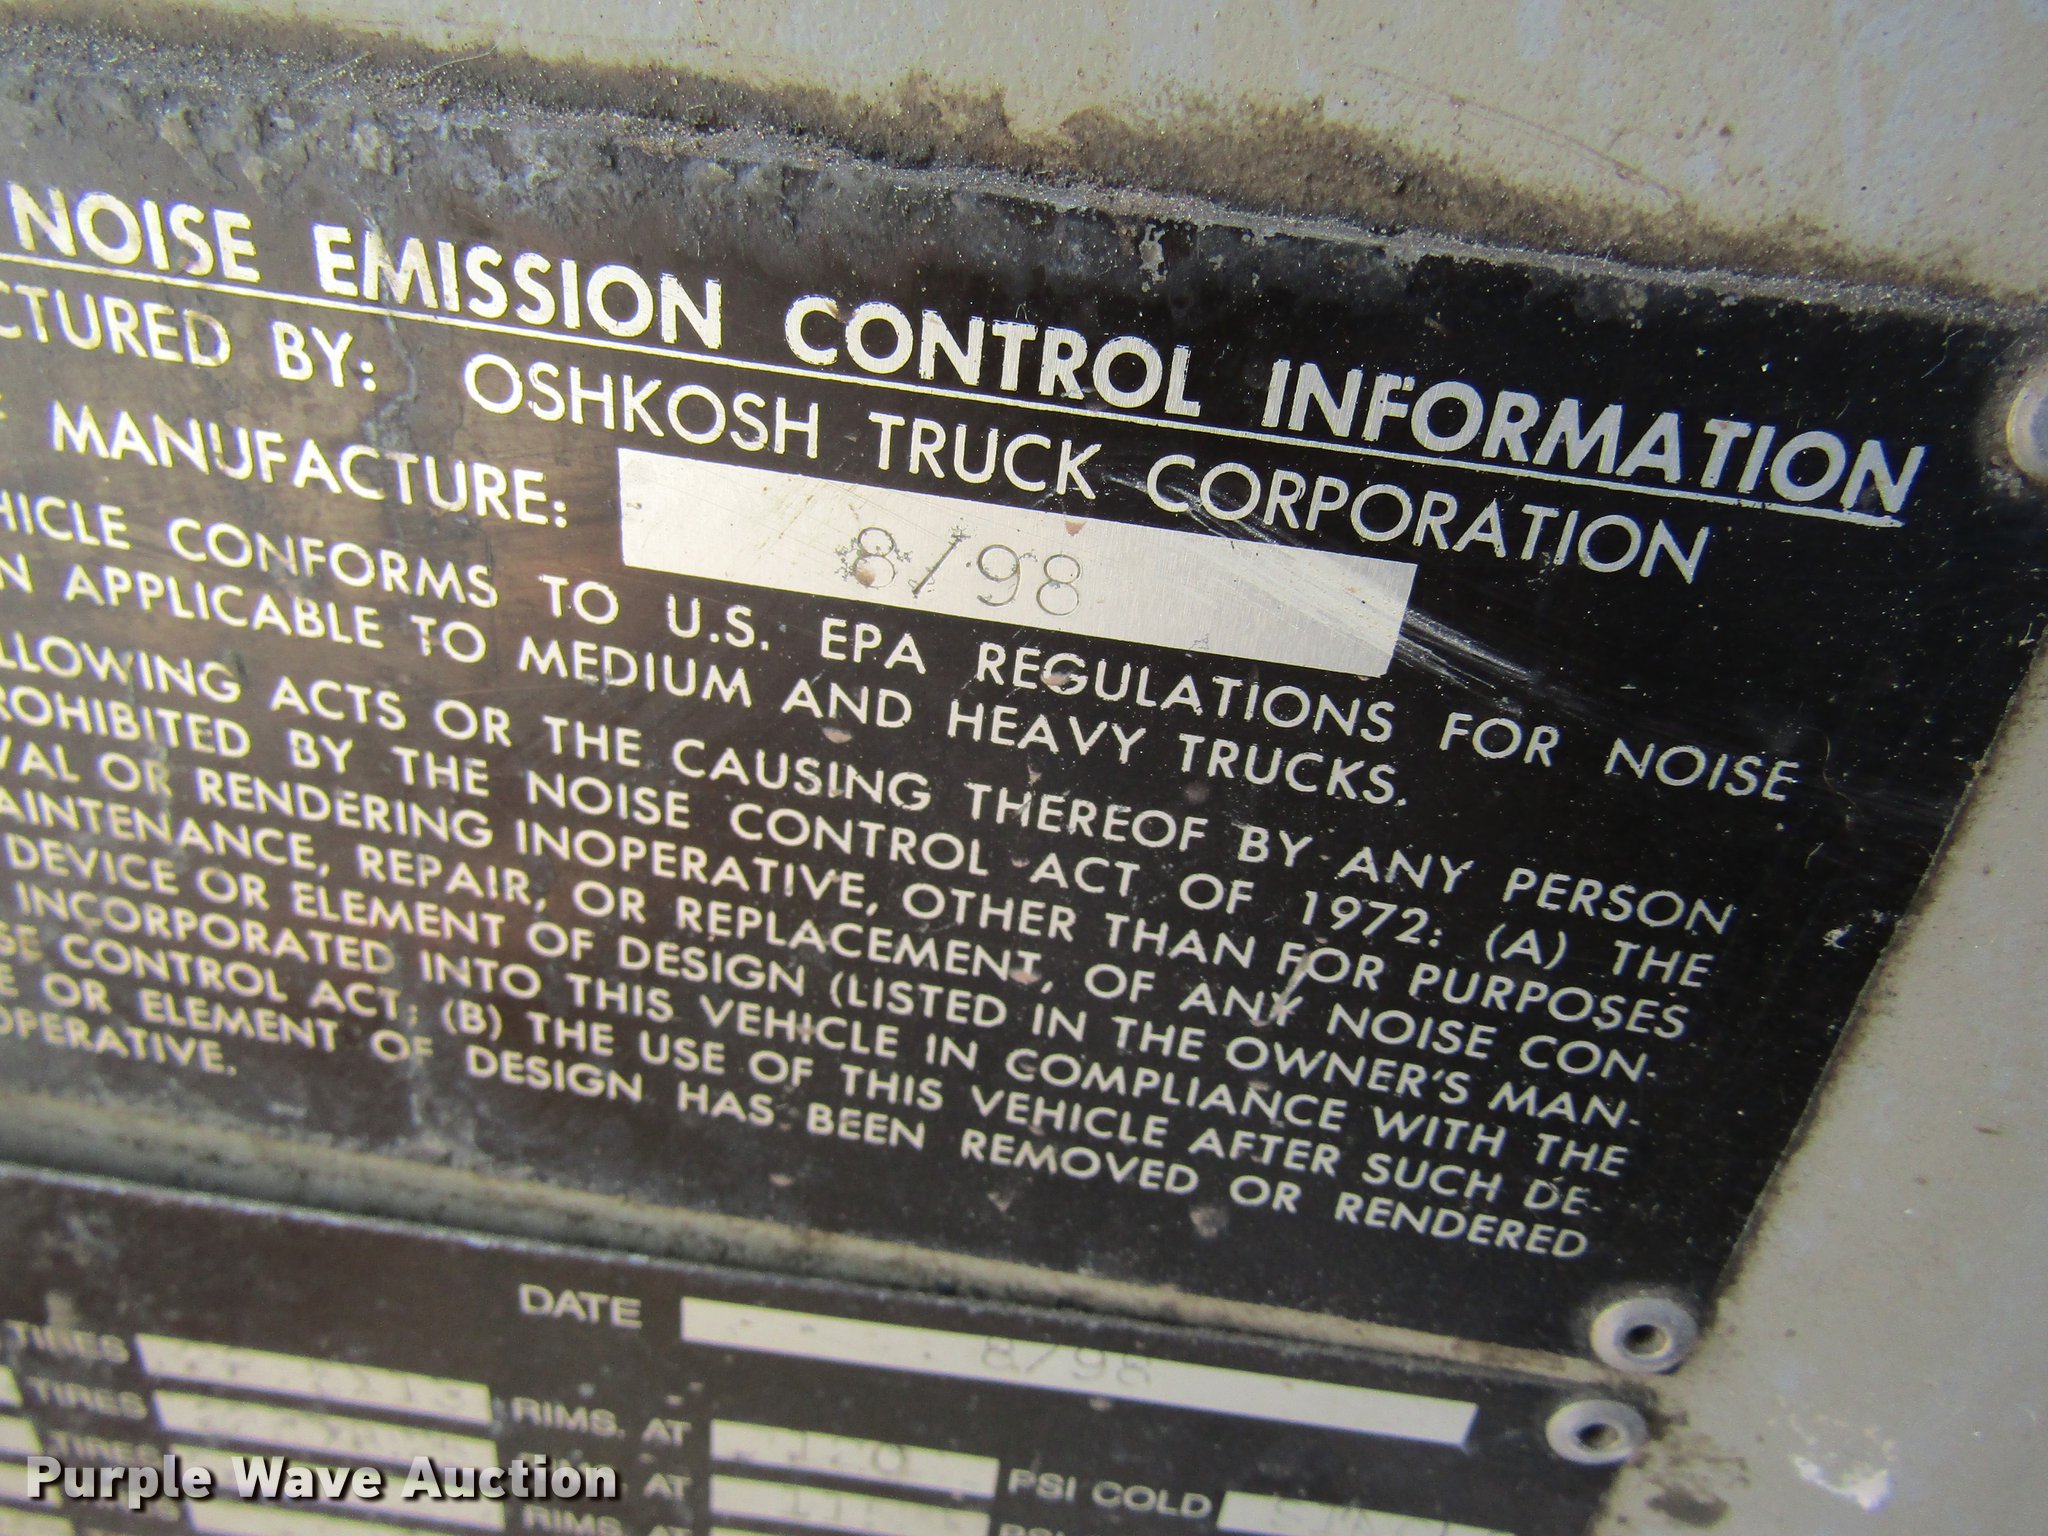 NOISE EMISSION CONTROL INFORMATION
CTURED BY: OSHKOSH TRUCK CORPORATION
MANUFACTURE: 8/98
HICLE CONFORMS TO U.S. EPA REGULATIONS FOR NOISE
N APPLICABLE TO MEDIUM AND HEAVY TRUCKS.
LLOWING ACTS OR THE CAUSING THEREOF BY ANY PERSON
ROHIBITED BY THE NOISE CONTROL ACT OF 1972: (A) THE
VAL OR RENDERING INOPERATIVE, OTHER THAN FOR PURPOSES
AINTENANCE, REPAIR, OR REPLACEMENT, OF ANY NOISE CON-
DEVICE OR ELEMENT OF DESIGN (LISTED IN THE OWNER'S MAN-
INCORPORATED INTO THIS VEHICLE IN COMPLIANCE WITH THE
SE CONTROL ACT; (B) THE USE OF THIS VEHICLE AFTER SUCH DE-
E OR ELEMENT OF DESIGN HAS BEEN REMOVED OR RENDERED
OPERATIVE.
DATE 8/98
TIRES RIMS. AT PSI COLD
TIRES AT
TIRES RIMS
Purple Wave Auction